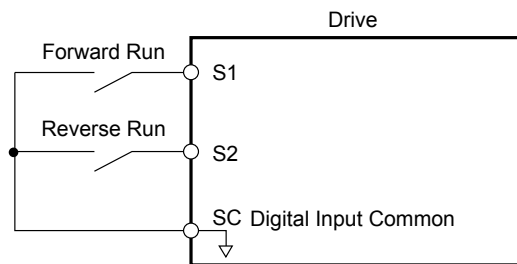 Drive
Forward Run
S1
Reverse Run
S2
SC Digital Input Common